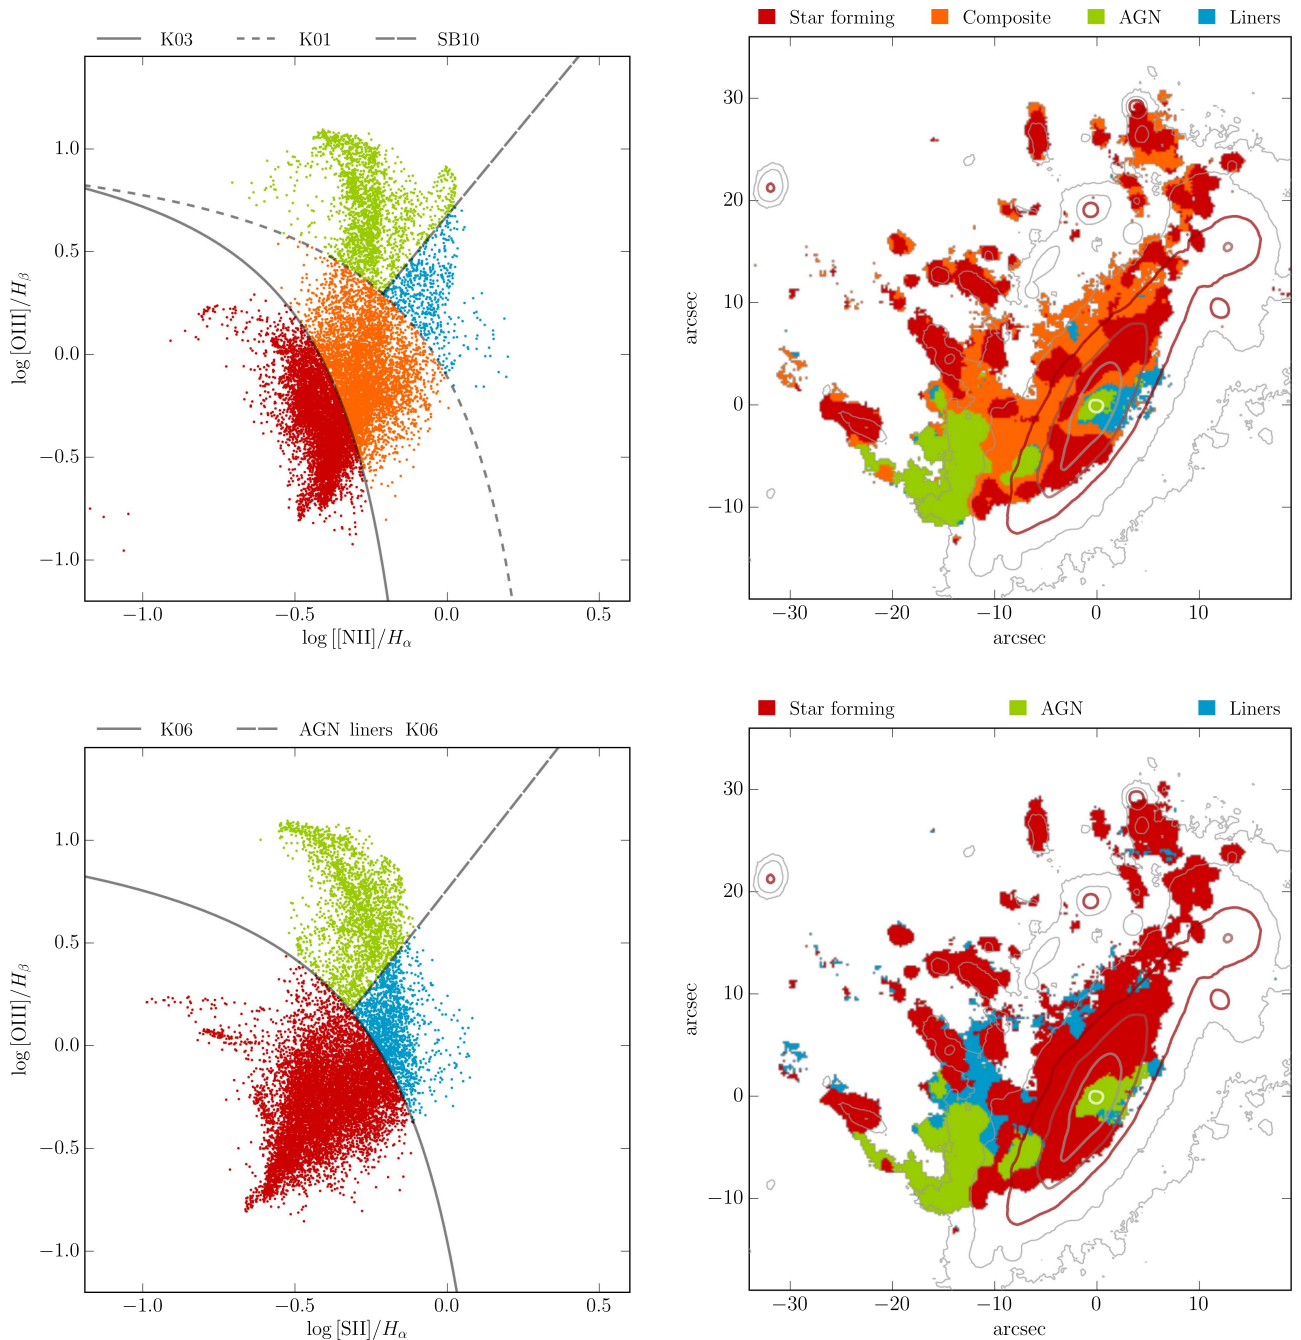 K03 K01 SB10
1.0
0.5
0.0
−0.5
−1.0
log [OIII]/Hβ
−1.0 −0.5 0.0 0.5
log [[NII]/Hα
Star forming Composite AGN Liners
30
20
10
0
−10
arcsec
−30 −20 −10 0 10
arcsec
K06 AGN liners K06
1.0
0.5
0.0
−0.5
−1.0
log [OIII]/Hβ
−1.0 −0.5 0.0 0.5
log [SII]/Hα
Star forming AGN Liners
30
20
10
0
−10
arcsec
−30 −20 −10 0 10
arcsec